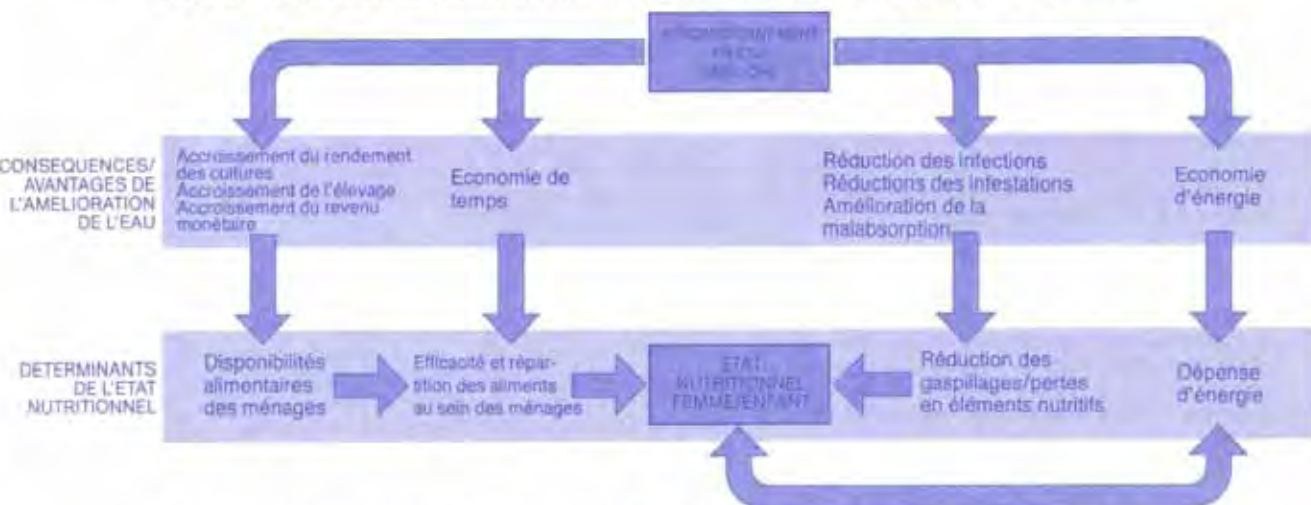 CONSEQUENCES/
AVANTAGES DE
L'AMELIORATION
DE L'EAU
Accroissement du rendement
des cultures
Accroissement de l'élevage
Accroissement du revenu
monétaire
Economie de
temps
Réduction des infections
Réductions des infestations
Amélioration de la
malabsorption
Economie
d'énergie
DETERMINANTS
DE L'ETAT
NUTRITIONNEL
Disponibilités
alimentaires
des ménages
Efficacité et répar-
tition des aliments
au sein des ménages
ETAT
NUTRITIONNEL
FEMME/ENFANT
Réduction des
gaspillages/pertes
en éléments nutritifs
Dépense
d'énergie